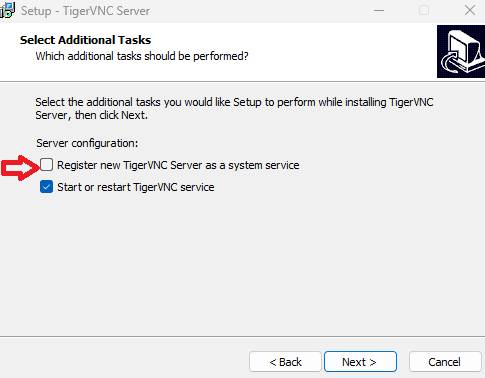 Setup - TigerVNC Server
Select Additional Tasks
Which additional tasks should be performed?
Select the additional tasks you would like Setup to perform while installing TigerVNC
Server, then click Next.
Server configuration:
Register new TigerVNC Server as a system service
Start or restart TigerVNC service
< Back
Next >
Cancel